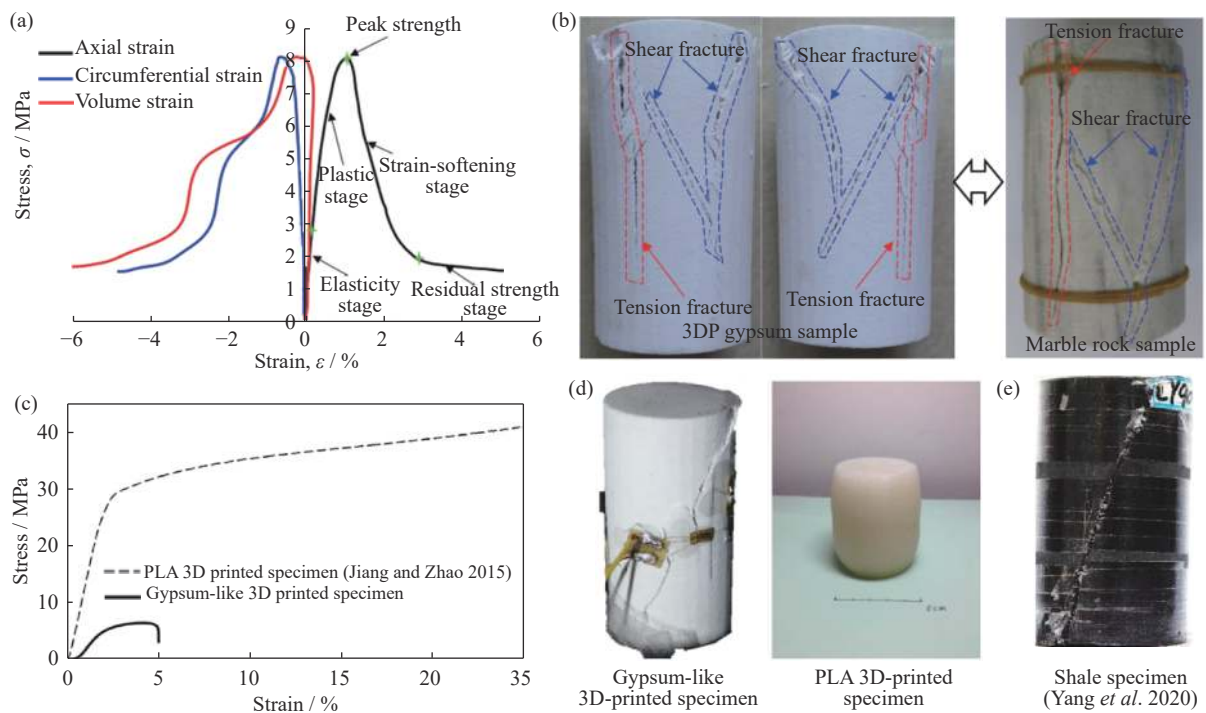 (a)
Axial strain
Circumferential strain
Volume strain
Peak strength
Plastic
stage
Strain-softening
stage
Elasticity
stage
Residual strength
stage
Stress, σ / MPa
9
8
7
6
5
4
3
2
1
0
−6 −4 −2 0 2 4 6
Strain, ε / %
(b)
Shear fracture
Tension fracture
Shear fracture
Tension fracture
3DP gypsum sample
Tension fracture
Shear fracture
Marble rock sample
(c)
Stress / MPa
40
30
20
10
0
PLA 3D printed specimen (Jiang and Zhao 2015)
Gypsum-like 3D printed specimen
0 5 10 15 20 25 30 35
Strain / %
(d)
Gypsum-like
3D-printed specimen
PLA 3D-printed
specimen
(e)
Shale specimen
(Yang et al. 2020)